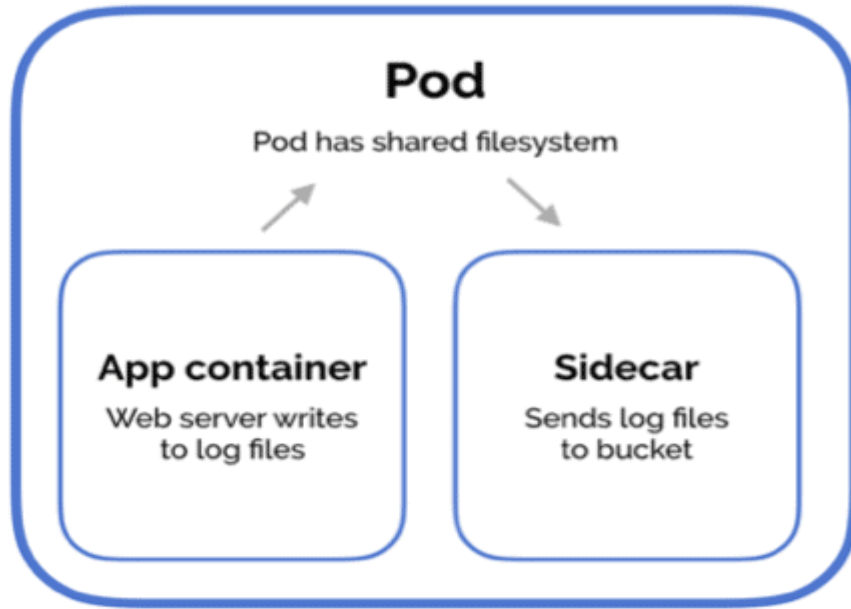 Pod
Pod has shared filesystem
App container
Web server writes
to log files
Sidecar
Sends log files
to bucket